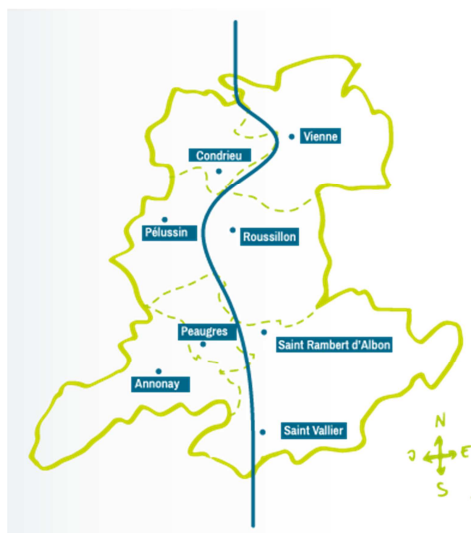 Vienne
Condrieu
Pélussin
Roussillon
Peaugres
Saint Rambert d'Albon
Annonay
Saint Vallier
N
O E
S